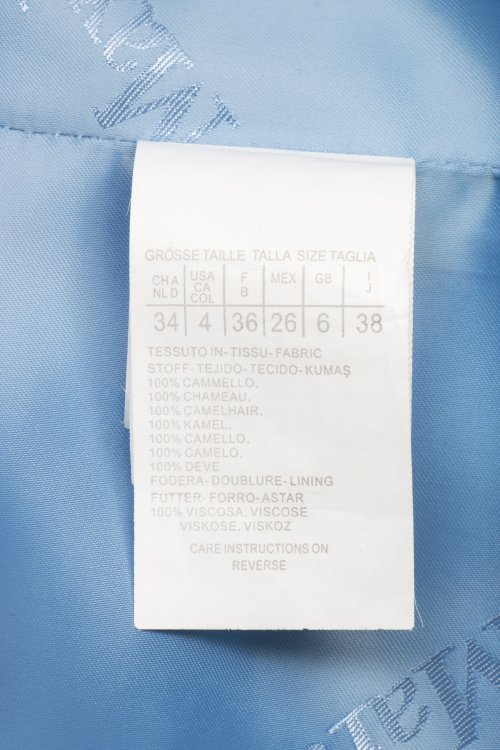 GRÖSSE TAILLE TALLA SIZE TAGLIA
CH A USA F MEX GB I
NL D CA B J
COL
34 4 36 26 6 38
TESSUTO IN- TISSU- FABRIC
STOFF- TEJIDO- TECIDO- KUMAŞ
100% CAMMELLO.
100% CHAMEAU.
100% CAMELHAIR.
100% KAMEL.
100% CAMELLO.
100% CAMELO.
100% DEVE
FODERA- DOUBLURE- LINING
FUTTER- FORRO- ASTAR
100% VISCOSA, VISCOSE
VISKOSE, VISKOZ
CARE INSTRUCTIONS ON
REVERSE